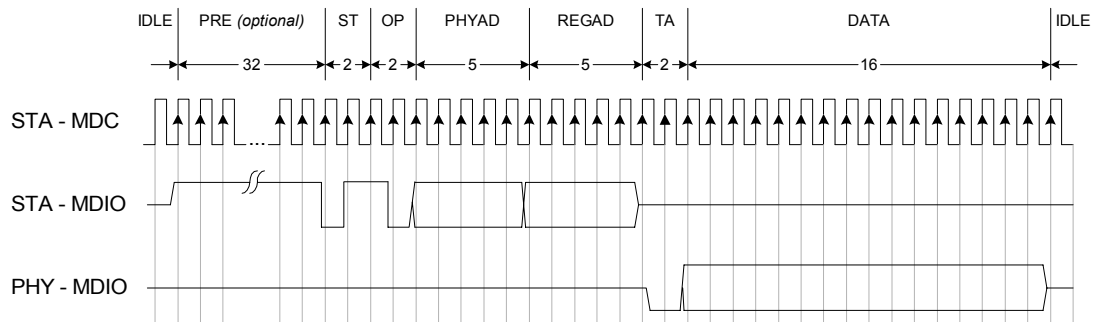 IDLE PRE (optional) ST OP PHYAD REGAD TA DATA IDLE
32 2 2 5 5 2 16
STA - MDC
...
STA - MDIO
PHY - MDIO